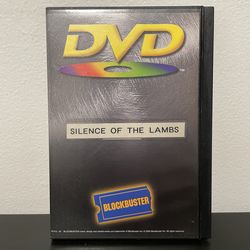 DVD
SILENCE OF THE LAMBS
BLOCKBUSTER